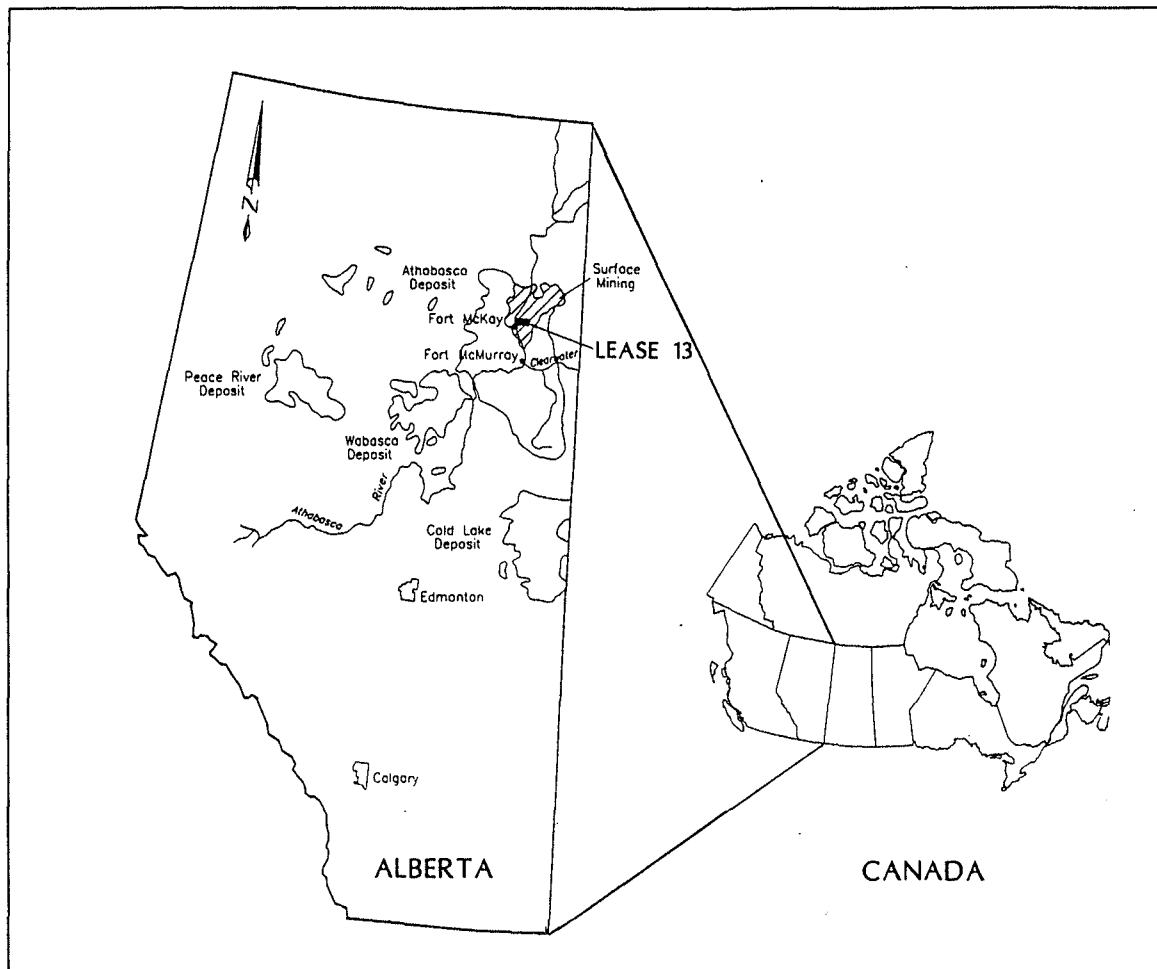 N
Athabasca
Deposit
Surface
Mining
Fort McKay
LEASE 13
Fort McMurray
Clearwater
Peace River
Deposit
Wabasca
Deposit
Athabasca
River
Cold Lake
Deposit
Edmonton
Calgary
ALBERTA
CANADA